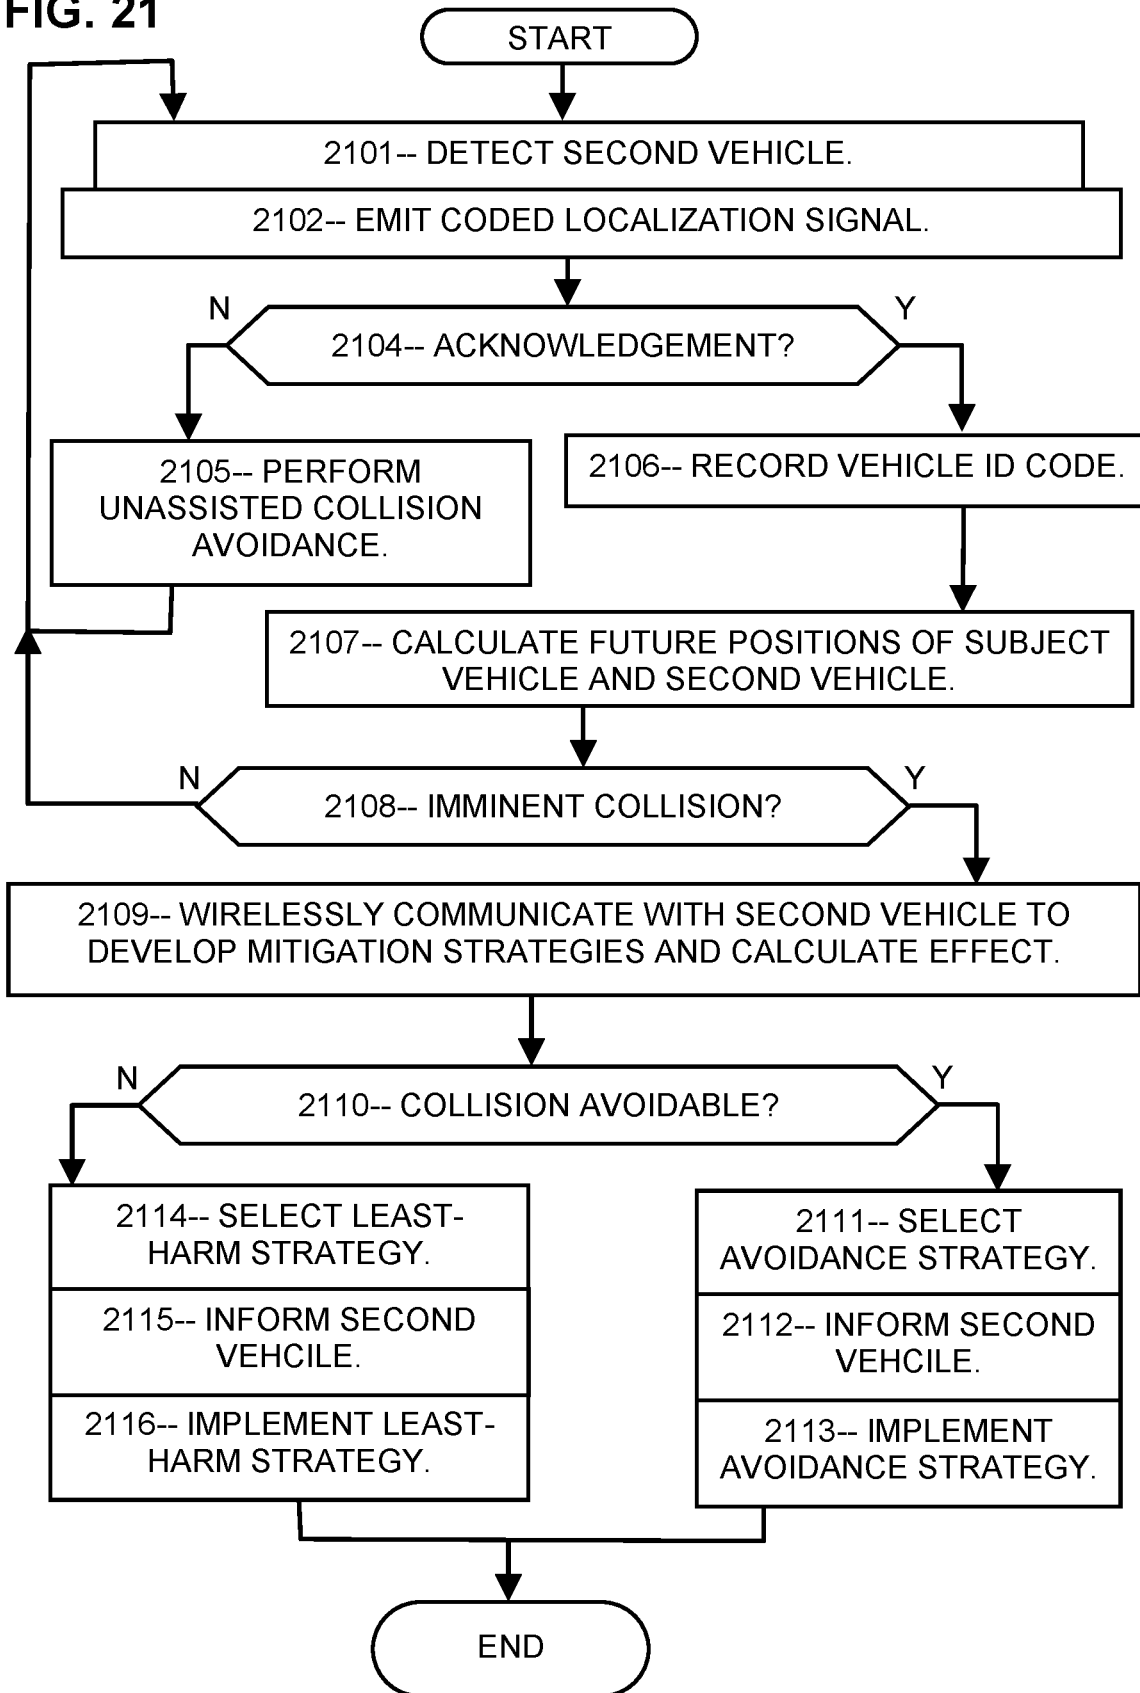 FIG. 21
START
2101-- DETECT SECOND VEHICLE.
2102-- EMIT CODED LOCALIZATION SIGNAL.
N
Y
2104-- ACKNOWLEDGEMENT?
2105-- PERFORM
UNASSISTED COLLISION
AVOIDANCE.
2106-- RECORD VEHICLE ID CODE.
2107-- CALCULATE FUTURE POSITIONS OF SUBJECT
VEHICLE AND SECOND VEHICLE.
N
Y
2108-- IMMINENT COLLISION?
2109-- WIRELESSLY COMMUNICATE WITH SECOND VEHICLE TO
DEVELOP MITIGATION STRATEGIES AND CALCULATE EFFECT.
N
Y
2110-- COLLISION AVOIDABLE?
2114-- SELECT LEAST-
HARM STRATEGY.
2115-- INFORM SECOND
VEHCILE.
2116-- IMPLEMENT LEAST-
HARM STRATEGY.
2111-- SELECT
AVOIDANCE STRATEGY.
2112-- INFORM SECOND
VEHCILE.
2113-- IMPLEMENT
AVOIDANCE STRATEGY.
END